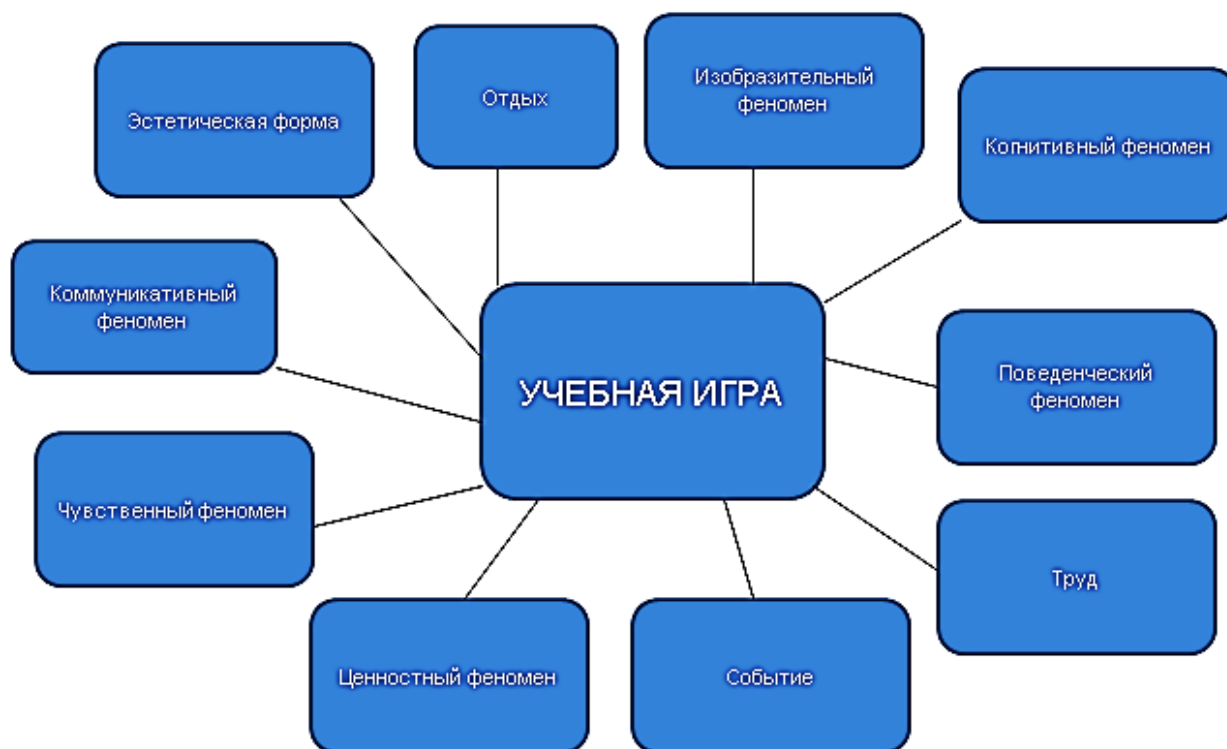 Эстетическая форма
Отдых
Изобразительный
феномен
Когнитивный феномен
Коммуникативный
феномен
УЧЕБНАЯ ИГРА
Поведенческий
феномен
Чувственный феномен
Труд
Ценностный феномен
Событие